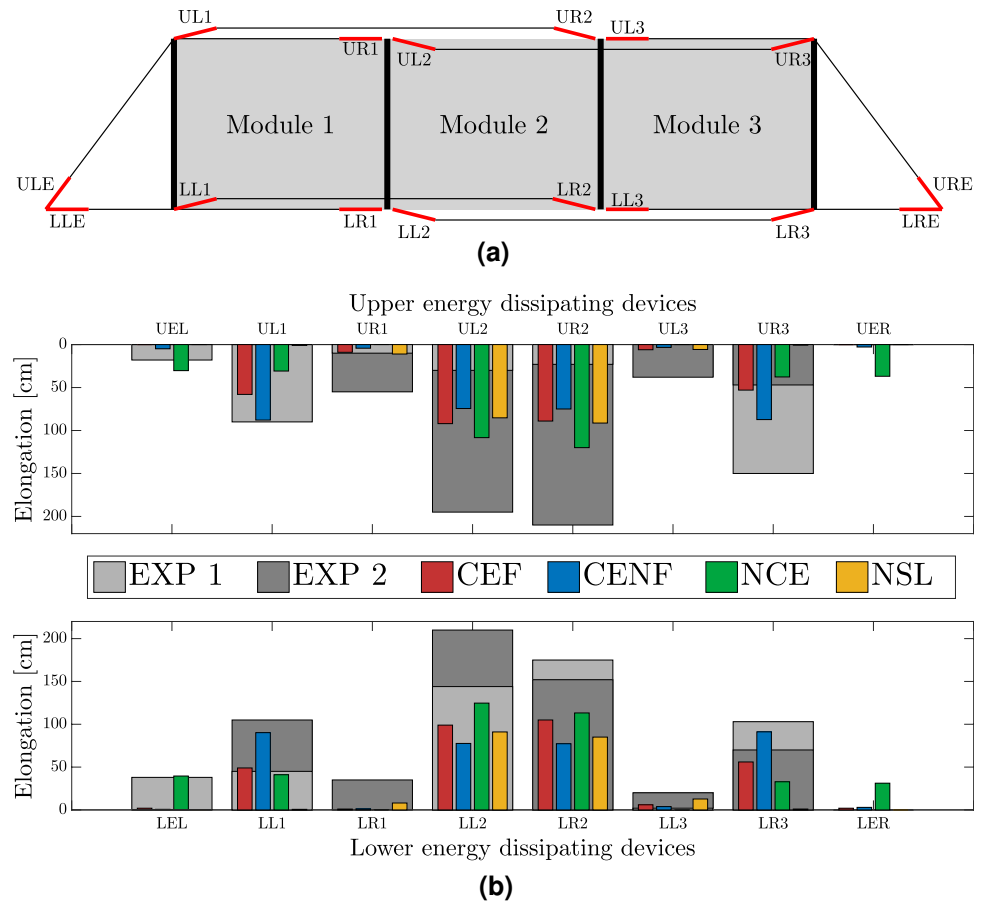 UL1 UR2 UL3
UR1 UL2 UR3
Module 1 Module 2 Module 3
ULE LL1 LR2 URE
LLE LR1 LL2 LL3 LR3 LRE
(a)
Upper energy dissipating devices
UEL UL1 UR1 UL2 UR2 UL3 UR3 UER
Elongation [cm]
0
50
100
150
200
EXP 1 EXP 2 CEF CENF NCE NSL
Elongation [cm]
200
150
100
50
0
LEL LL1 LR1 LL2 LR2 LL3 LR3 LER
Lower energy dissipating devices
(b)